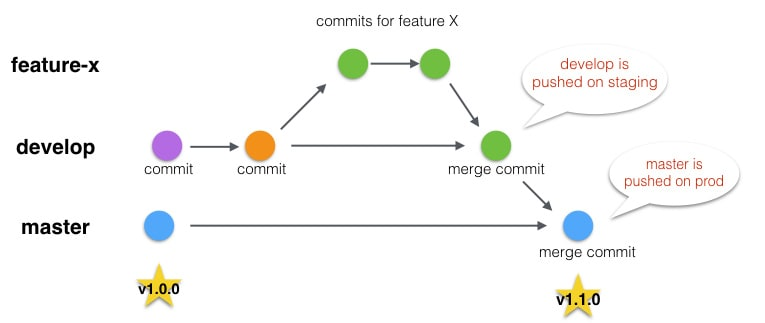 commits for feature X
feature-x
develop is
pushed on staging
develop
commit
commit
merge commit
master is
pushed on prod
master
merge commit
v1.0.0
v1.1.0